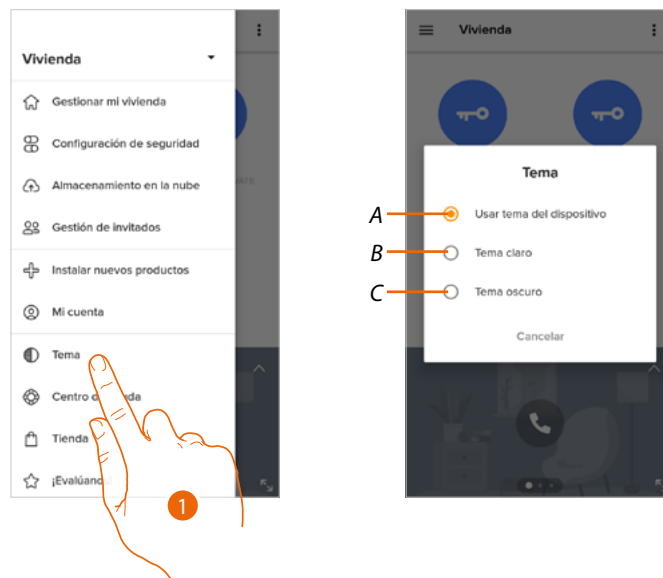 Vivienda
Gestionar mi vivienda
Configuración de seguridad
Almacenamiento en la nube
Gestión de invitados
Instalar nuevos productos
Mi cuenta
Tema
Centro
Tienda
1
Vivienda
Tema
A Usar tema del dispositivo
B Tema claro
C Tema oscuro
Cancelar